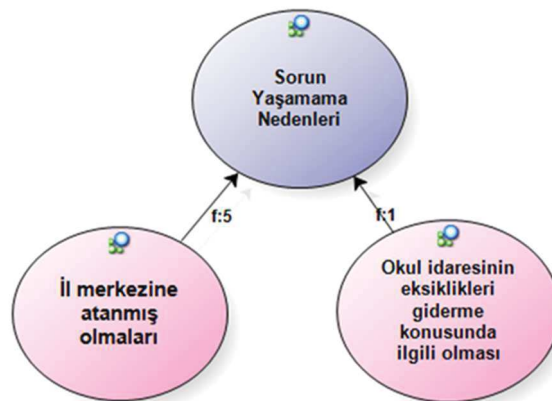 Sorun
Yaşamama
Nedenleri
f:5
f:1
İl merkezine
atanmış
olmaları
Okul idaresinin
eksiklikleri
giderme
konusunda
ilgili olması